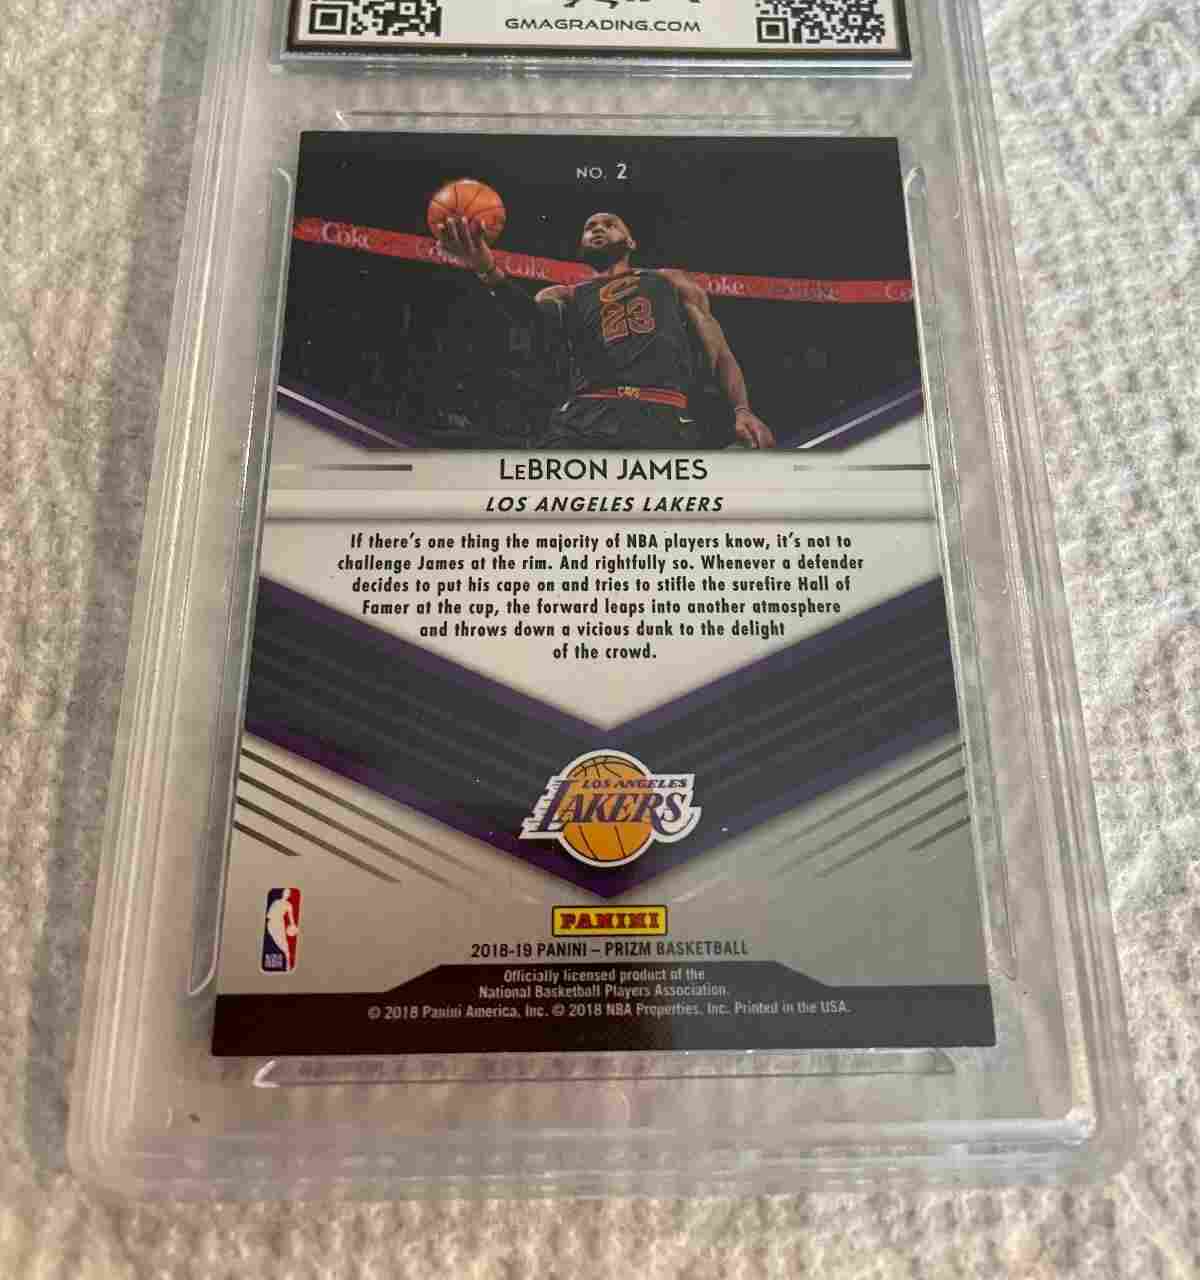 GMAGRADING.COM
NO. 2
Coke Coke Coke Coke Coke Co
23
CAVS
LeBRON JAMES
LOS ANGELES LAKERS
If there's one thing the majority of NBA players know, it's not to
challenge James at the rim. And rightfully so. Whenever a defender
decides to put his cape on and tries to stifle the surefire Hall of
Famer at the cup, the forward leaps into another atmosphere
and throws down a vicious dunk to the delight
of the crowd.
LOS ANGELES
LAKERS
NBA
PANINI
2018-19 PANINI – PRIZM BASKETBALL
Officially licensed product of the
National Basketball Players Association.
© 2018 Panini America, Inc. © 2018 NBA Properties, Inc. Printed in the USA.